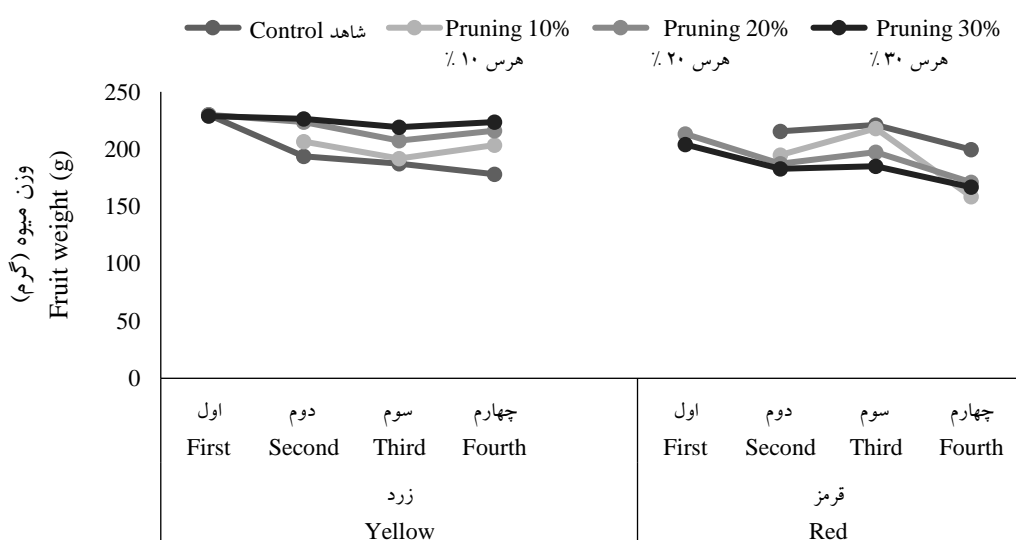 Control شاهد Pruning 10% Pruning 20% Pruning 30%
هرس ۱۰ ٪ هرس ۲۰ ٪ هرس ۳۰ ٪
وزن میوه (گرم)
Fruit weight (g)
250
200
150
100
50
0
اول دوم سوم چهارم اول دوم سوم چهارم
First Second Third Fourth First Second Third Fourth
زرد قرمز
Yellow Red